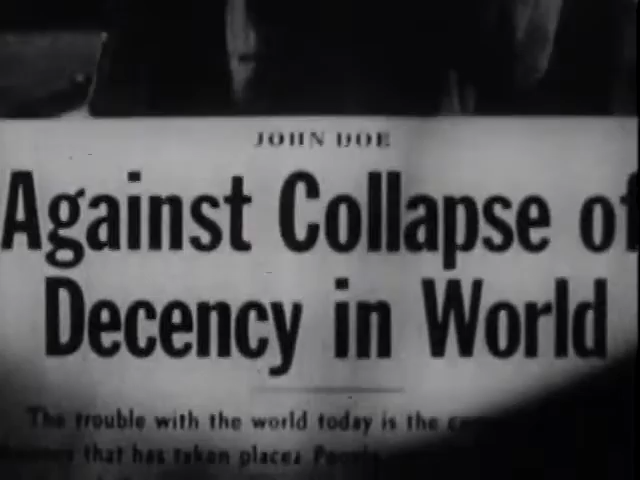 JOHN DOE
Against Collapse of
Decency in World
The trouble with the world today is the
that has taken place.